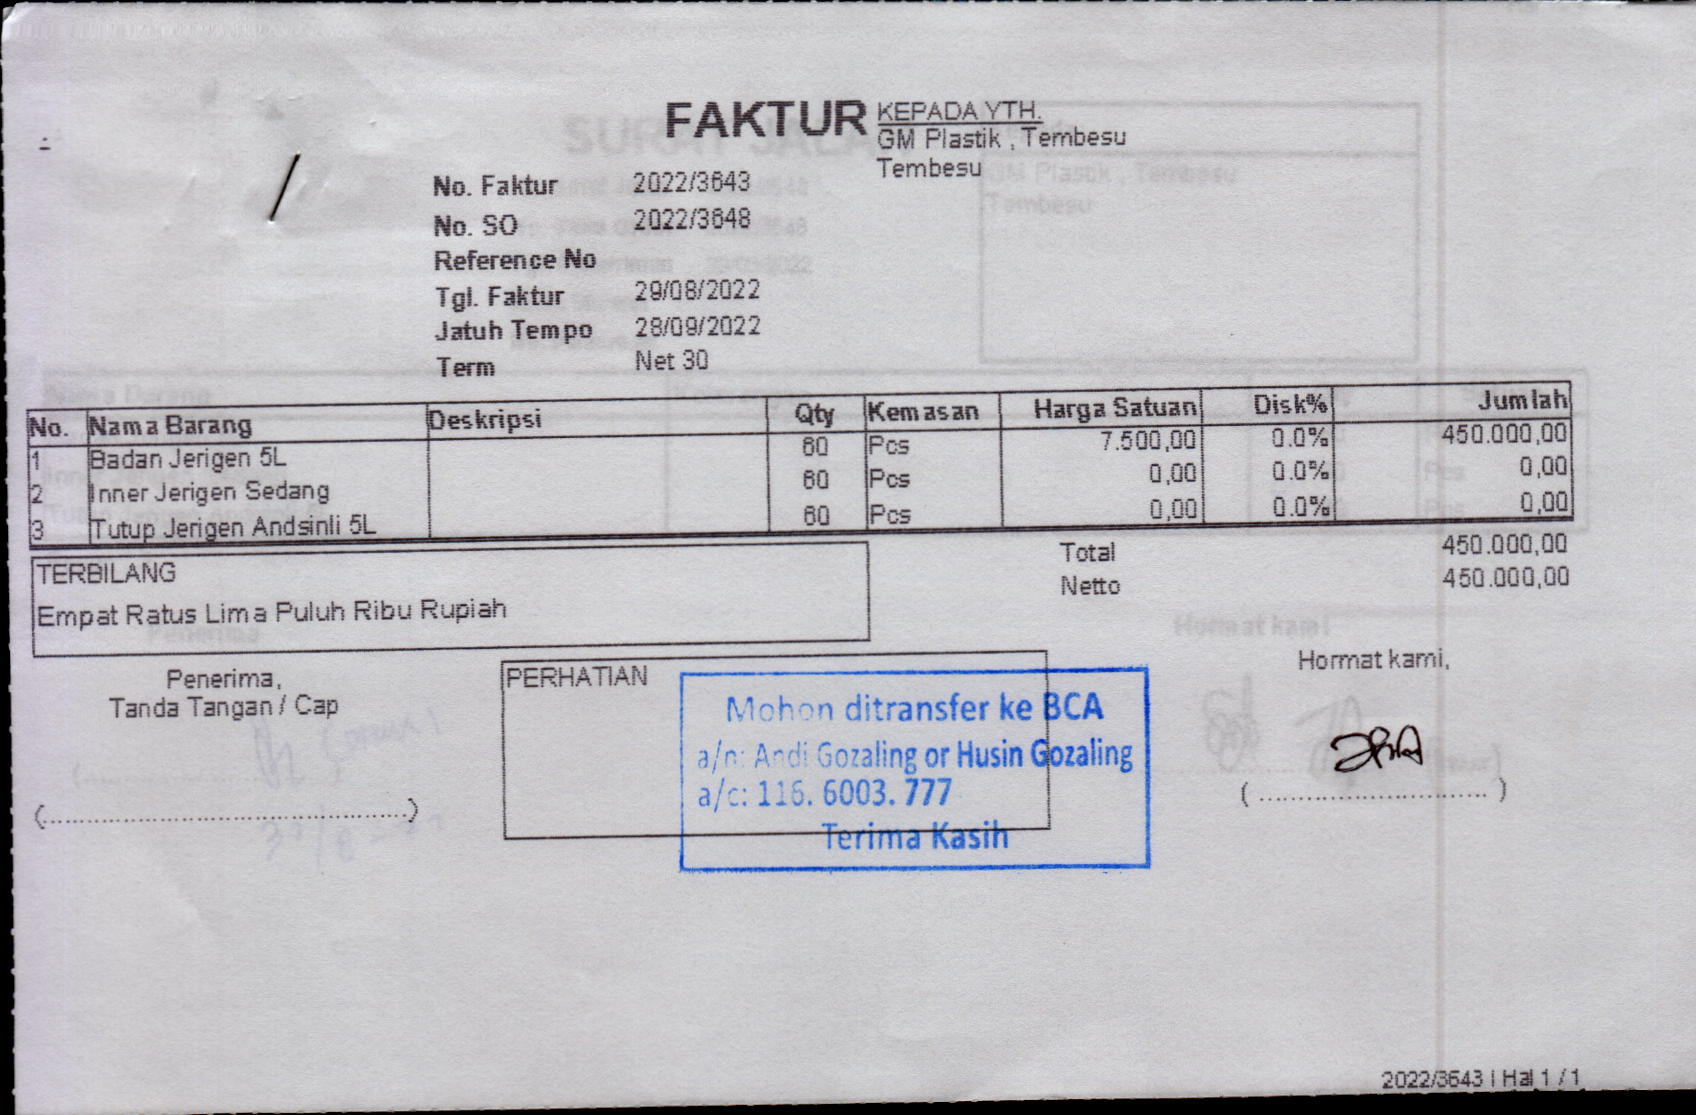 FAKTUR
KEPADA YTH.
GM Plastik , Tembesu
Tembesu
No. Faktur 2022/3643
No. SO 2022/3648
Reference No
Tgl. Faktur 29/08/2022
Jatuh Tempo 28/09/2022
Term Net 30
No. Nama Barang Deskripsi Qty Kemasan Harga Satuan Disk% Jumlah
1 Badan Jerigen 5L 60 Pcs 7.500,00 0.0% 450.000,00
2 Inner Jerigen Sedang 60 Pcs 0,00 0.0% 0,00
3 Tutup Jerigen Andsinli 5L 60 Pcs 0,00 0.0% 0,00
Total 450.000,00
Netto 450.000,00
TERBILANG
Empat Ratus Lima Puluh Ribu Rupiah
Penerima,
Tanda Tangan / Cap
(..............................................)
PERHATIAN
Mohon ditransfer ke BCA
a/n: Andi Gozaling or Husin Gozaling
a/c: 116. 6003. 777
Terima Kasih
Hormat kami,
( ............................. )
2022/3643 | Hal 1 / 1